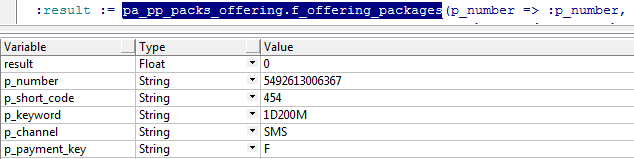 :result := pa_pp_packs_offering.f_offering_packages(p_number => :p_number,
Variable Type Value
result Float 0
p_number String 5492613006367
p_short_code String 454
p_keyword String 1D200M
p_channel String SMS
p_payment_key String F